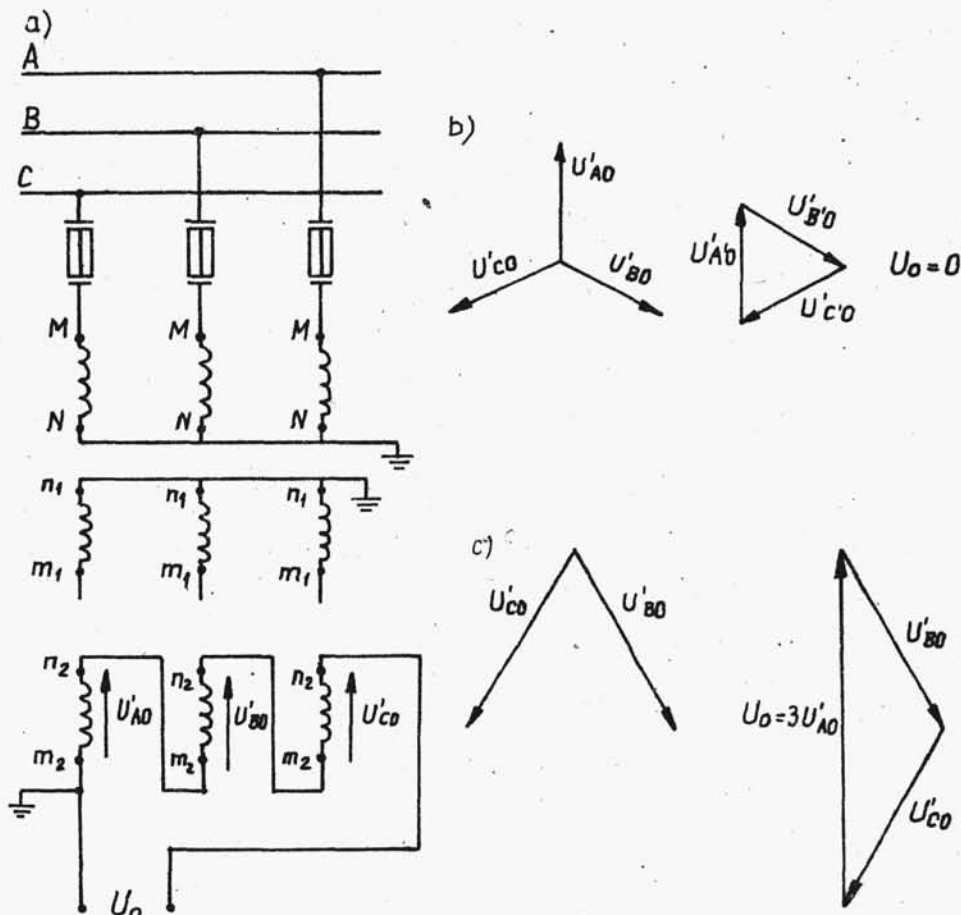 a)
A
B
C
M M M
N N N
n₁ n₁ n₁
m₁ m₁ m₁
n₂ n₂ n₂
U'A0 U'B0 U'C0
m₂ m₂ m₂
U₀
b)
U'A0
U'C0 U'B0
U'B'0
U'A'0
U'C'0
U₀=0
c)
U'C0 U'B0
U'B0
U₀=3U'A0
U'C0